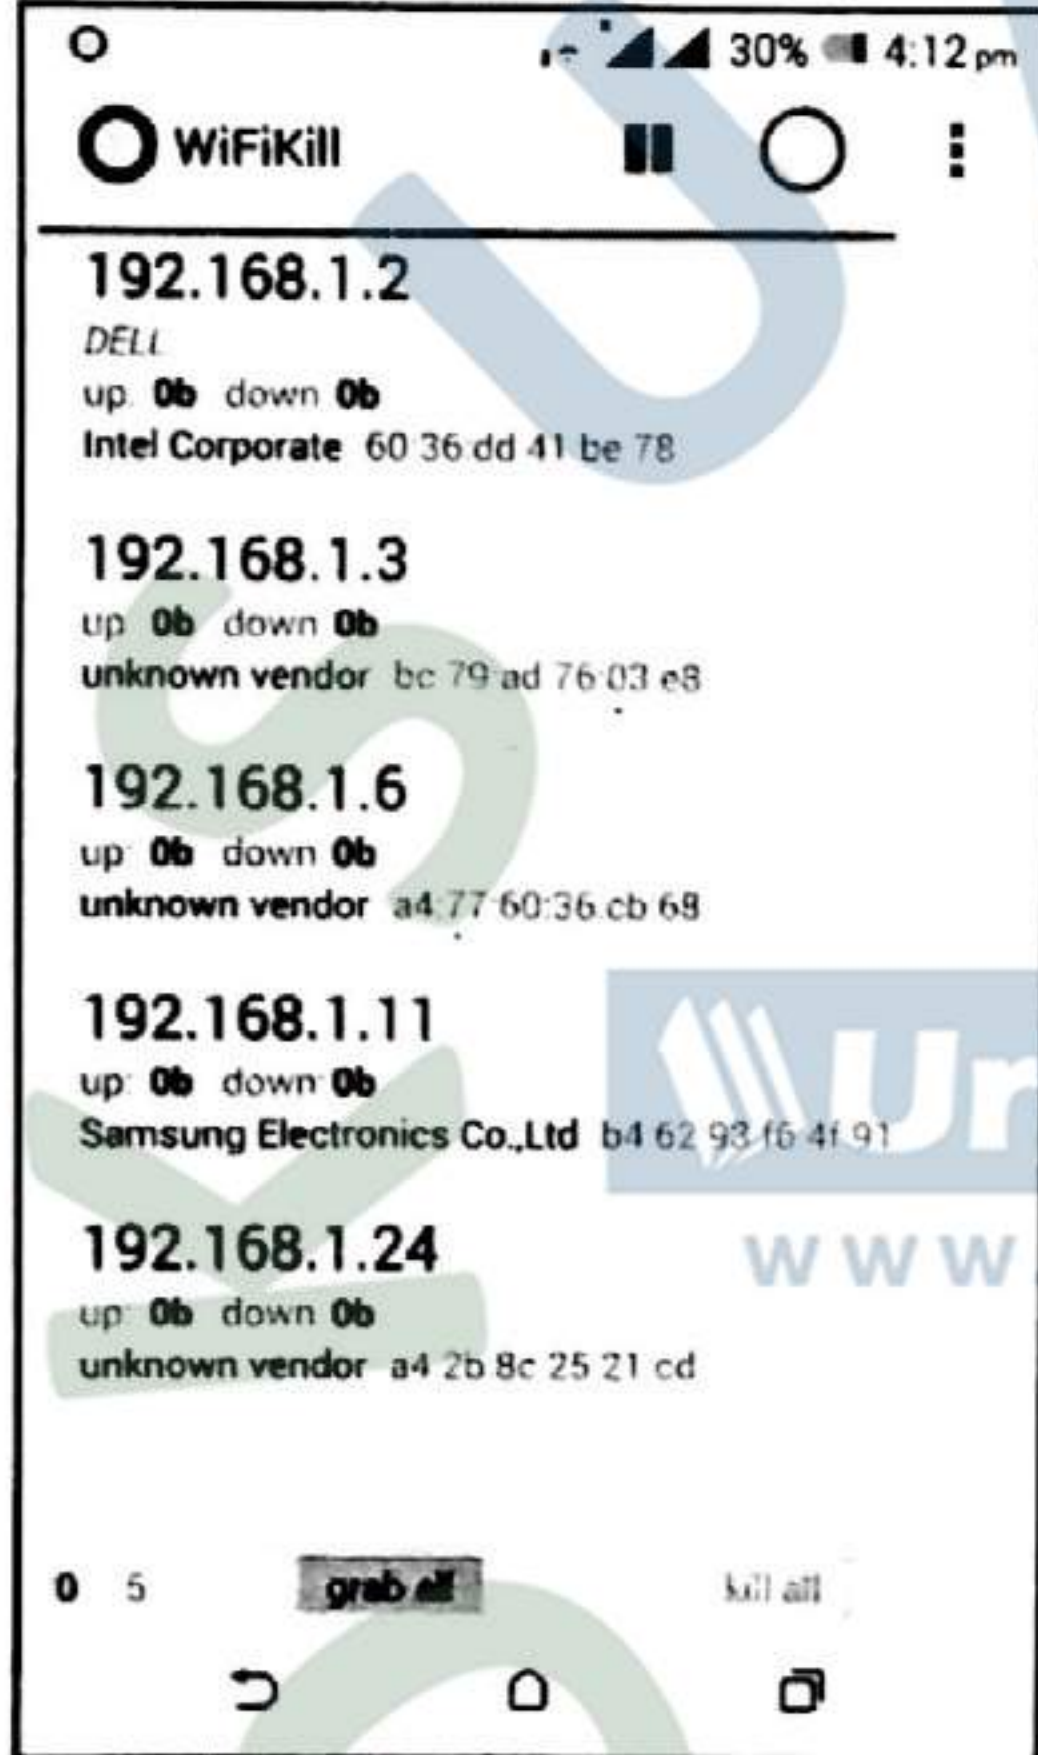 30% 4:12 pm
WiFiKill
192.168.1.2
DELL
up: 0b down 0b
Intel Corporate 60 36 dd 41 be 78
192.168.1.3
up 0b down 0b
unknown vendor bc 79 ad 76 03 e8
192.168.1.6
up: 0b down 0b
unknown vendor a4:77 60:36 cb 68
192.168.1.11
up: 0b down: 0b
Samsung Electronics Co.,Ltd b4 62 93 f6 4f 91
Un
www.
192.168.1.24
up: 0b down 0b
unknown vendor a4 2b 8c 25 21 cd
0 5 grab all kill all